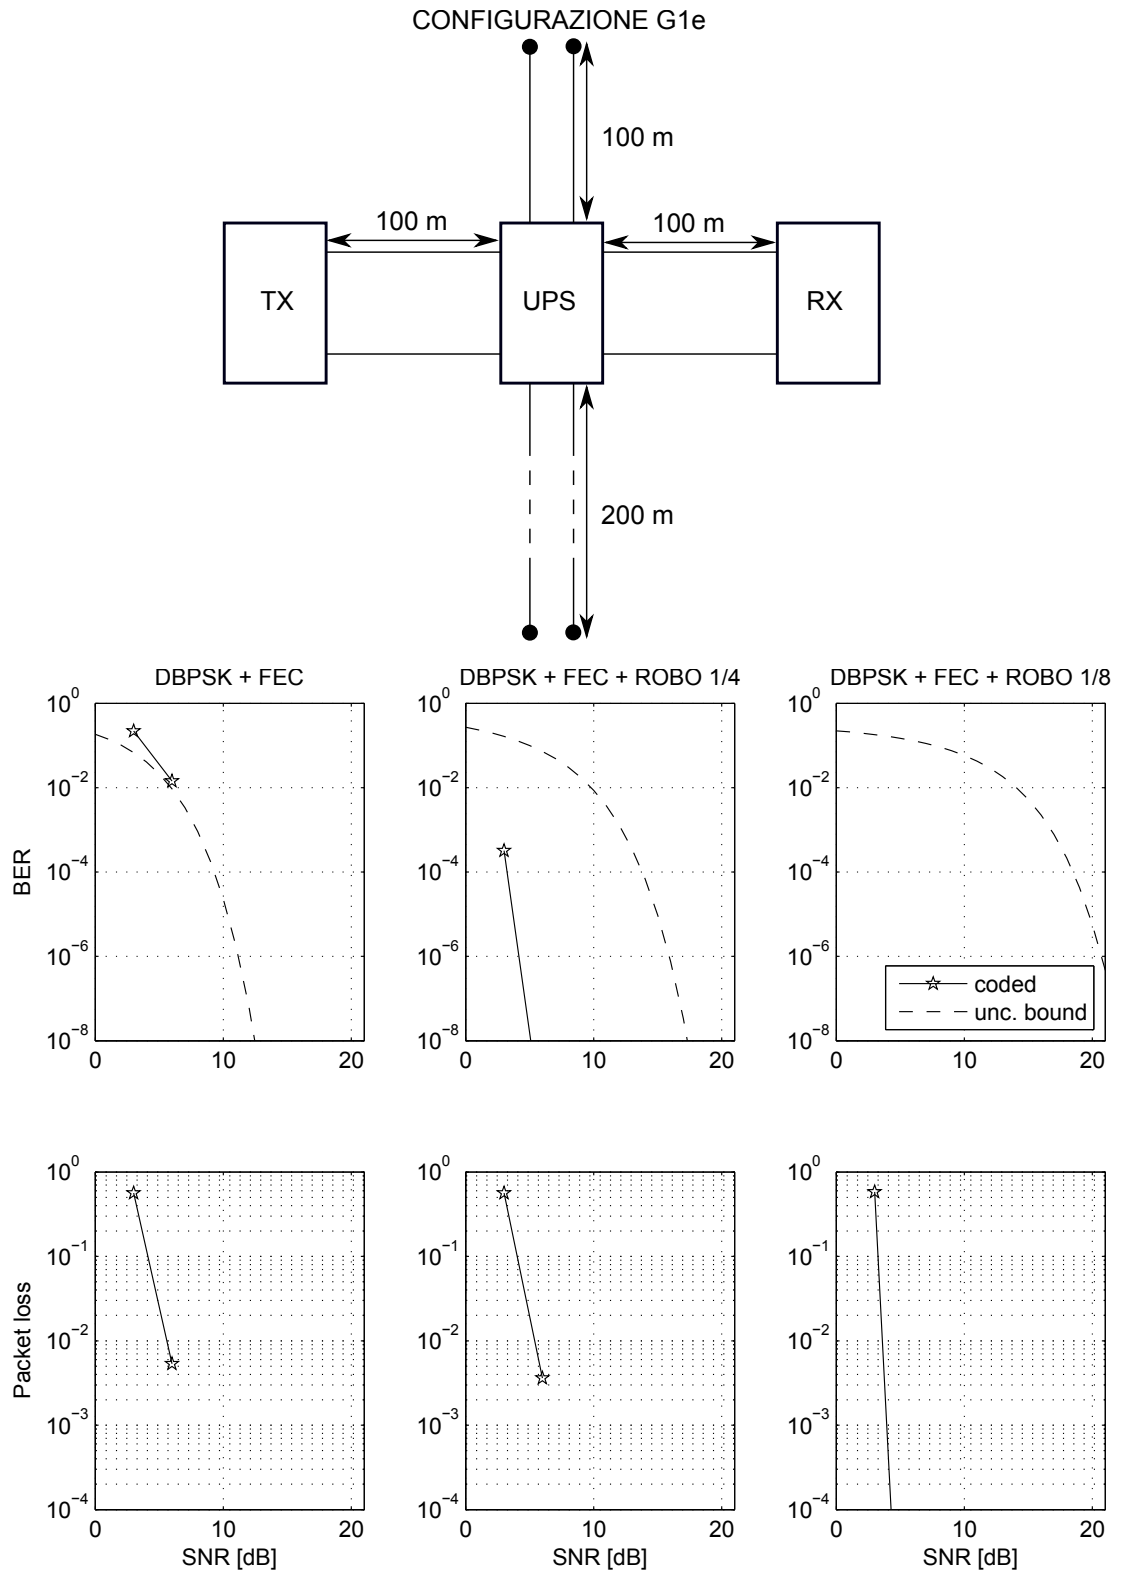 CONFIGURAZIONE G1e
100 m
100 m
100 m
TX
UPS
RX
200 m
DBPSK + FEC
DBPSK + FEC + ROBO 1/4
DBPSK + FEC + ROBO 1/8
BER
10^0
10^−2
10^−4
10^−6
10^−8
0
10
20
10^0
10^−2
10^−4
10^−6
10^−8
0
10
20
10^0
10^−2
10^−4
10^−6
10^−8
0
10
20
coded
unc. bound
Packet loss
10^0
10^−1
10^−2
10^−3
10^−4
0
10
20
SNR [dB]
10^0
10^−1
10^−2
10^−3
10^−4
0
10
20
SNR [dB]
10^0
10^−1
10^−2
10^−3
10^−4
0
10
20
SNR [dB]